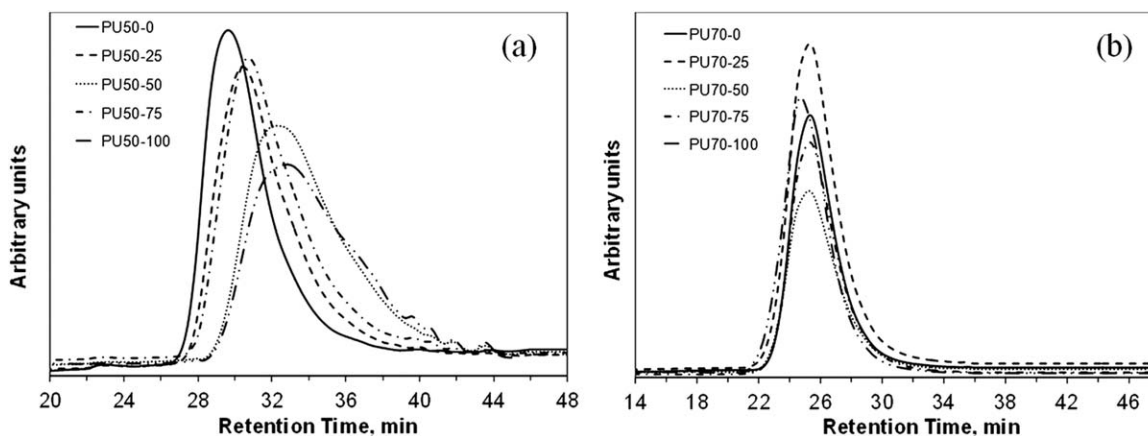 (a)
PU50-0
PU50-25
PU50-50
PU50-75
PU50-100
Arbitrary units
20 24 28 32 36 40 44 48
Retention Time, min
(b)
PU70-0
PU70-25
PU70-50
PU70-75
PU70-100
Arbitrary units
14 18 22 26 30 34 38 42 46
Retention Time, min